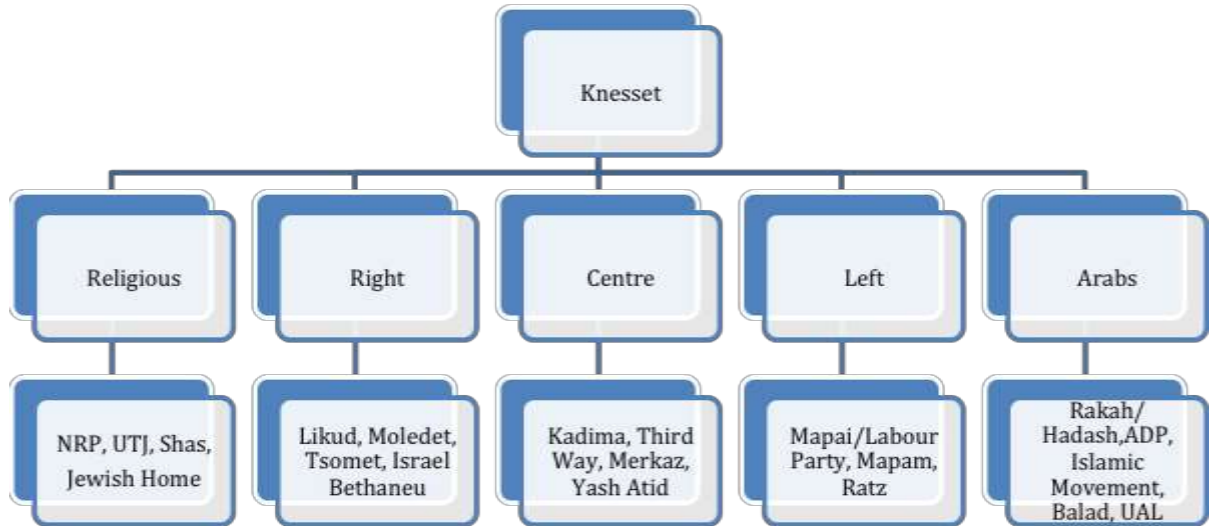 Knesset
Religious
Right
Centre
Left
Arabs
NRP, UTJ, Shas,
Jewish Home
Likud, Moledet,
Tsomet, Israel
Bethaneu
Kadima, Third
Way, Merkaz,
Yash Atid
Mapai/Labour
Party, Mapam,
Ratz
Rakah/
Hadash,ADP,
Islamic
Movement,
Balad, UAL